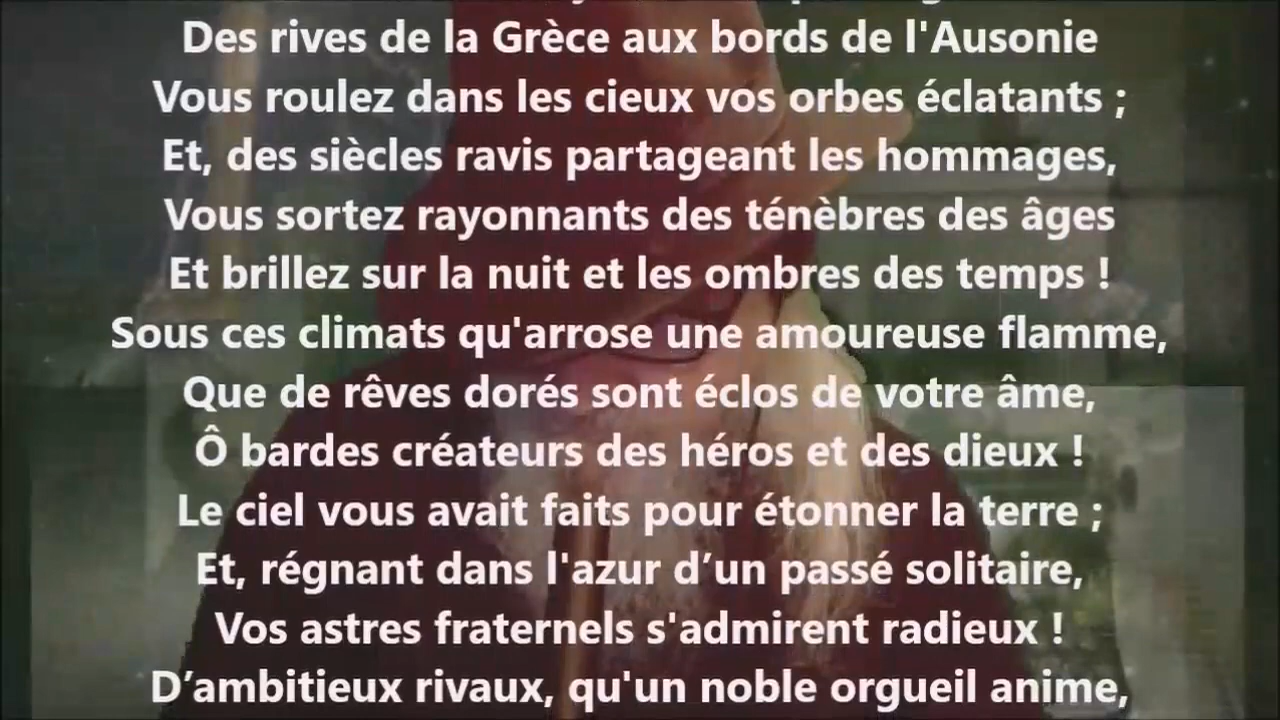 Des rives de la Grèce aux bords de l'Ausonie
Vous roulez dans les cieux vos orbes éclatants ;
Et, des siècles ravis partageant les hommages,
Vous sortez rayonnants des ténèbres des âges
Et brillez sur la nuit et les ombres des temps !
Sous ces climats qu'arrose une amoureuse flamme,
Que de rêves dorés sont éclos de votre âme,
Ô bardes créateurs des héros et des dieux !
Le ciel vous avait faits pour étonner la terre ;
Et, régnant dans l'azur d’un passé solitaire,
Vos astres fraternels s'admirent radieux !
D’ambitieux rivaux, qu'un noble orgueil anime,